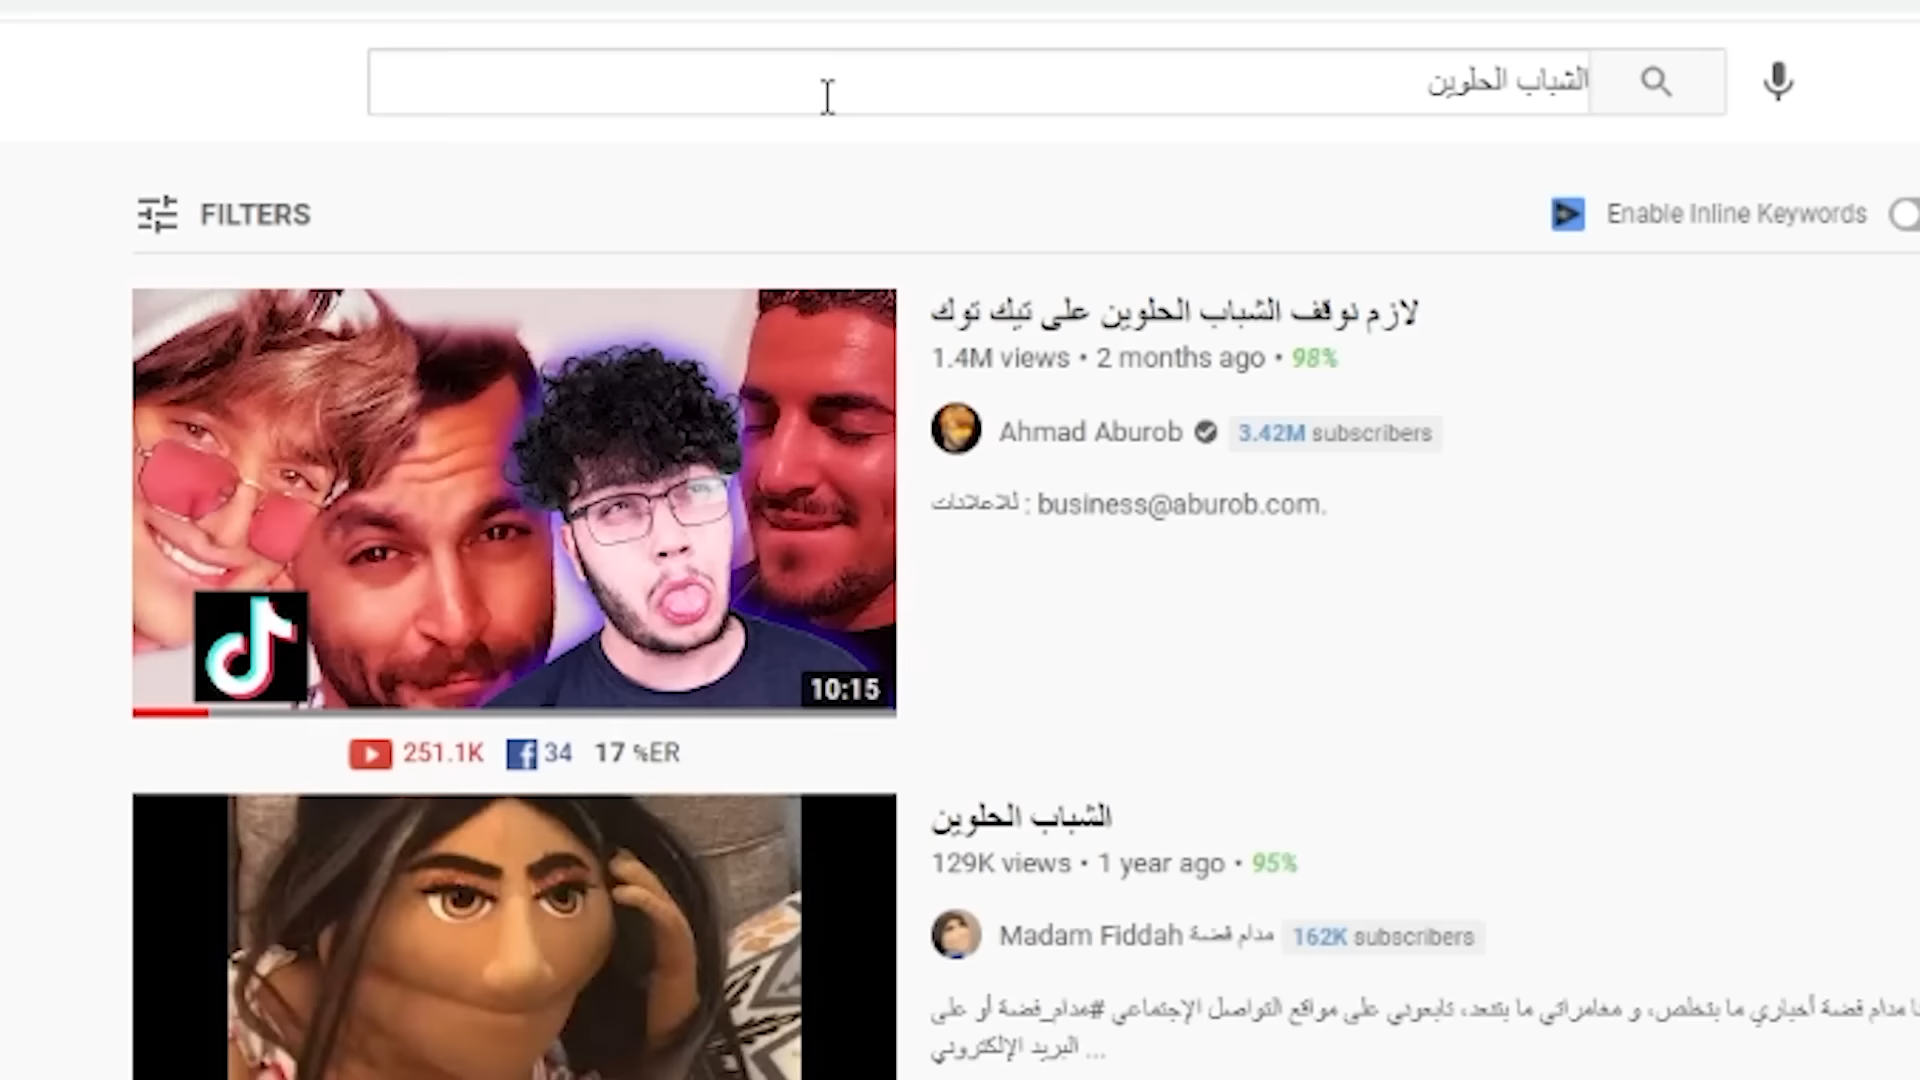 الشباب الحلوين
FILTERS
Enable Inline Keywords
لازم نوقف الشباب الحلوين على تيك توك
1.4M views • 2 months ago • 98%
Ahmad Aburob 3.42M subscribers
للاعلانات : business@aburob.com.
10:15
251.1K 34 17 %ER
الشباب الحلوين
129K views • 1 year ago • 95%
Madam Fiddah مدام فضة 162K subscribers
مدام فضة أخباري ما بتخلص، و مغامراتي ما بتنعد، تابعوني على مواقع التواصل الإجتماعي #مدام_فضة أو على
البريد الإلكتروني ...